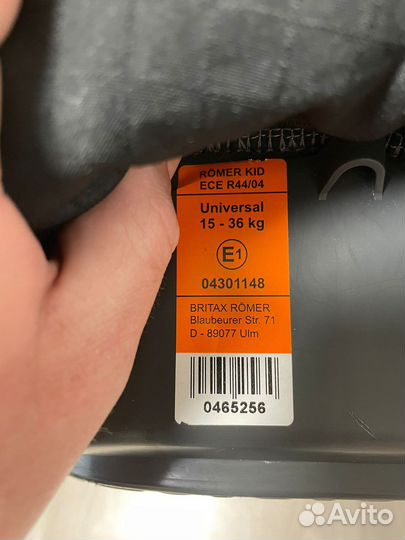 RÖMER KID
ECE R44/04
Universal
15 - 36 kg
E1
04301148
BRITAX RÖMER
Blaubeurer Str. 71
D - 89077 Ulm
0465256
Avito